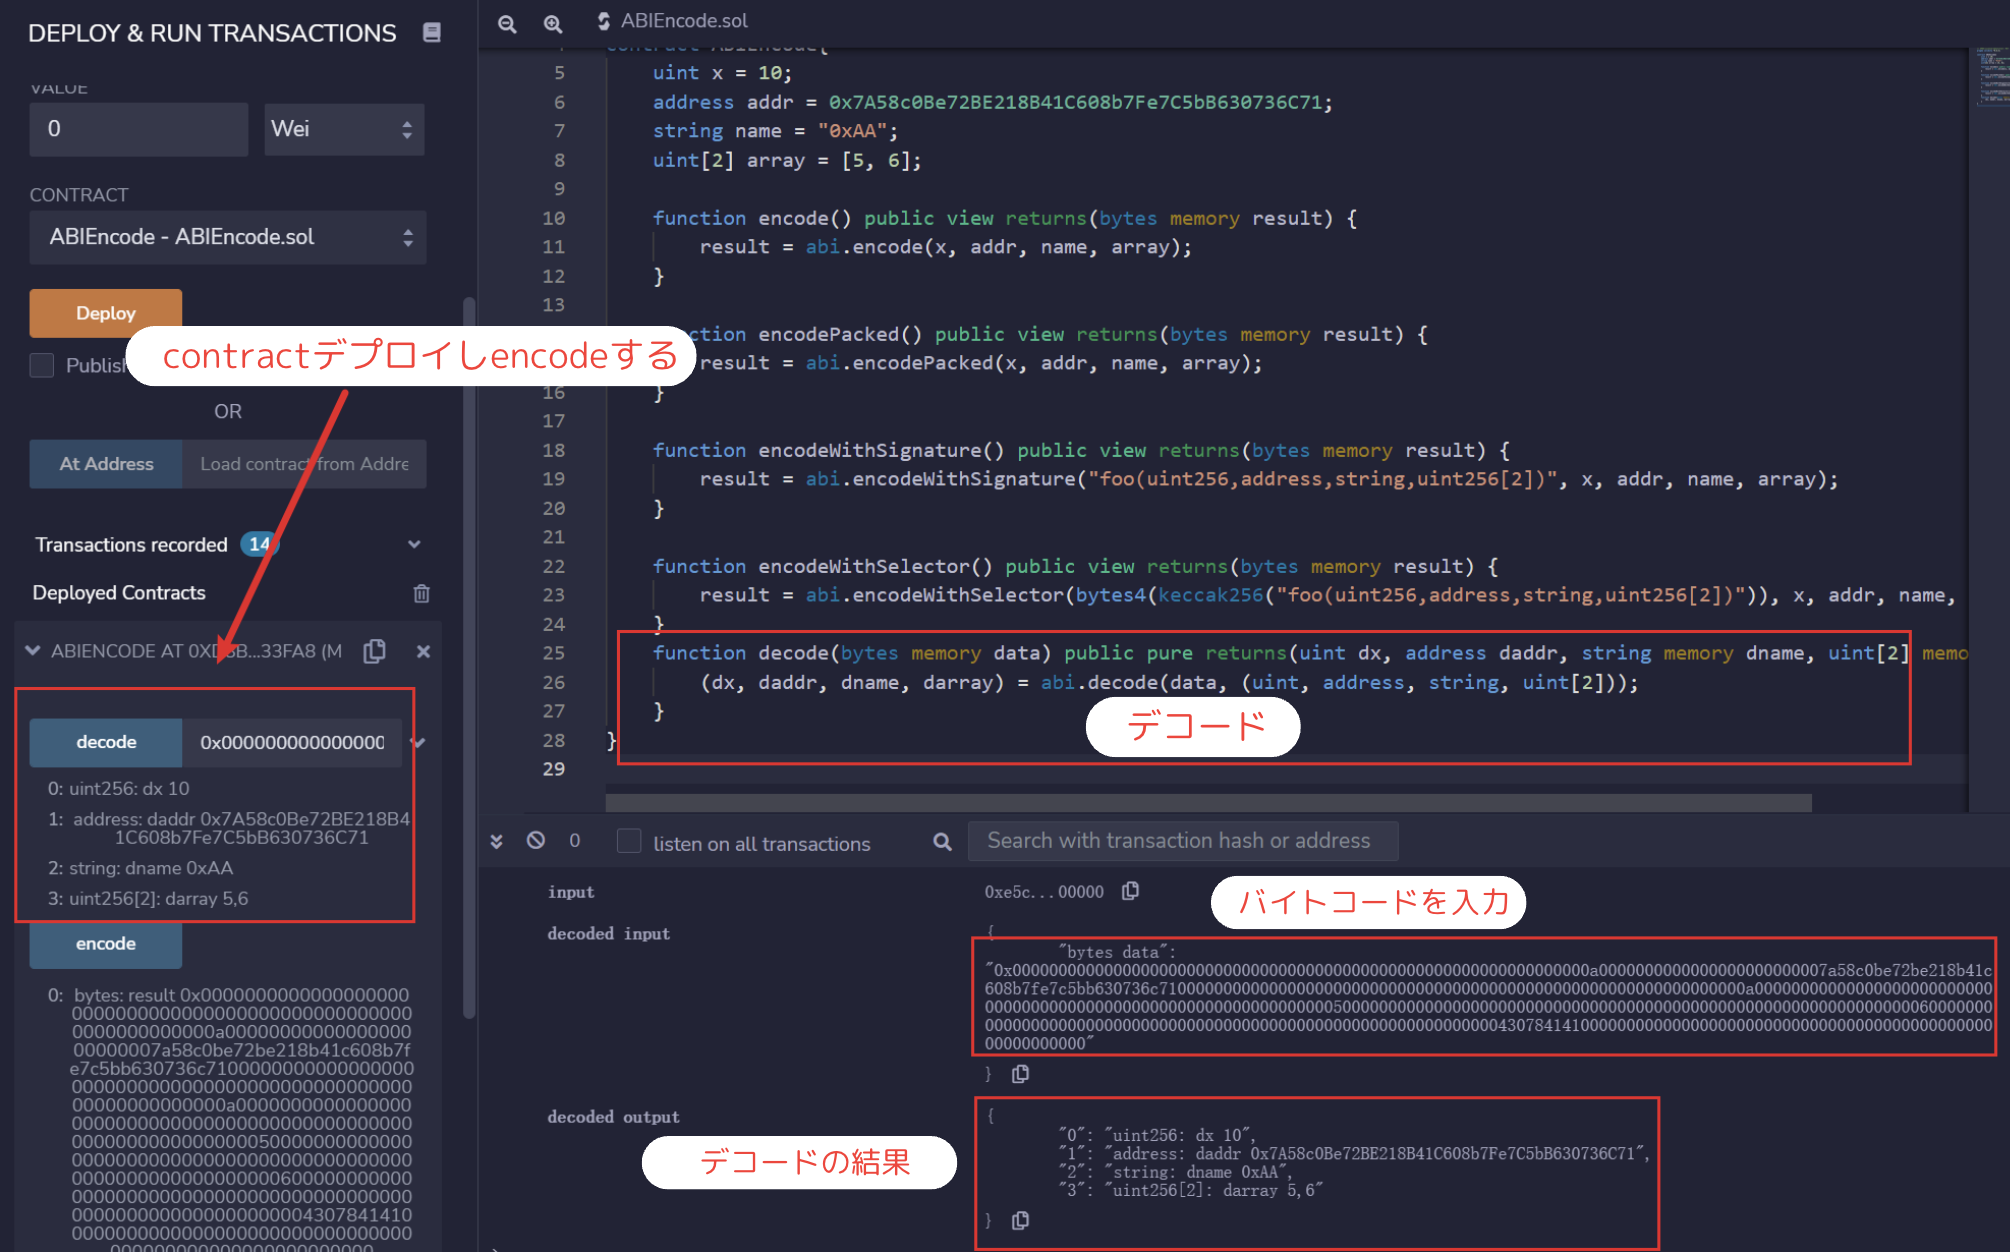 DEPLOY & RUN TRANSACTIONS
VALUE
0
Wei
CONTRACT
ABIEncode - ABIEncode.sol
Deploy
Publish
contractデプロイしencodeする
OR
At Address
Load contract from Addre
Transactions recorded 14
Deployed Contracts
ABIENCODE AT 0XD8B...33FA8 (M
decode
0x000000000000000
0: uint256: dx 10
1: address: daddr 0x7A58c0Be72BE218B4
1C608b7Fe7C5bB630736C71
2: string: dname 0xAA
3: uint256[2]: darray 5,6
encode
0: bytes: result
ABIEncode.sol
contract ABIEncode{
5 uint x = 10;
6 address addr = 0x7A58c0Be72BE218B41C608b7Fe7C5bB630736C71;
7 string name = "0xAA";
8 uint[2] array = [5, 6];
9
10 function encode() public view returns(bytes memory result) {
11 result = abi.encode(x, addr, name, array);
12 }
13
ction encodePacked() public view returns(bytes memory result) {
result = abi.encodePacked(x, addr, name, array);
16 }
17
18 function encodeWithSignature() public view returns(bytes memory result) {
19 result = abi.encodeWithSignature("foo(uint256,address,string,uint256[2])", x, addr, name, array);
20 }
21
22 function encodeWithSelector() public view returns(bytes memory result) {
23 result = abi.encodeWithSelector(bytes4(keccak256("foo(uint256,address,string,uint256[2])")), x, addr, name,
24 }
25 function decode(bytes memory data) public pure returns(uint dx, address daddr, string memory dname, uint[2] memo
26 (dx, daddr, dname, darray) = abi.decode(data, (uint, address, string, uint[2]));
27 }
28 }
29
デコード
0
listen on all transactions
Search with transaction hash or address
input
0xe5c...00000
バイトコードを入力
decoded input
{
"bytes data":
}
decoded output
デコードの結果
{
"0": "uint256: dx 10",
"1": "address: daddr 0x7A58c0Be72BE218B41C608b7Fe7C5bB630736C71",
"2": "string: dname 0xAA",
"3": "uint256[2]: darray 5,6"
}